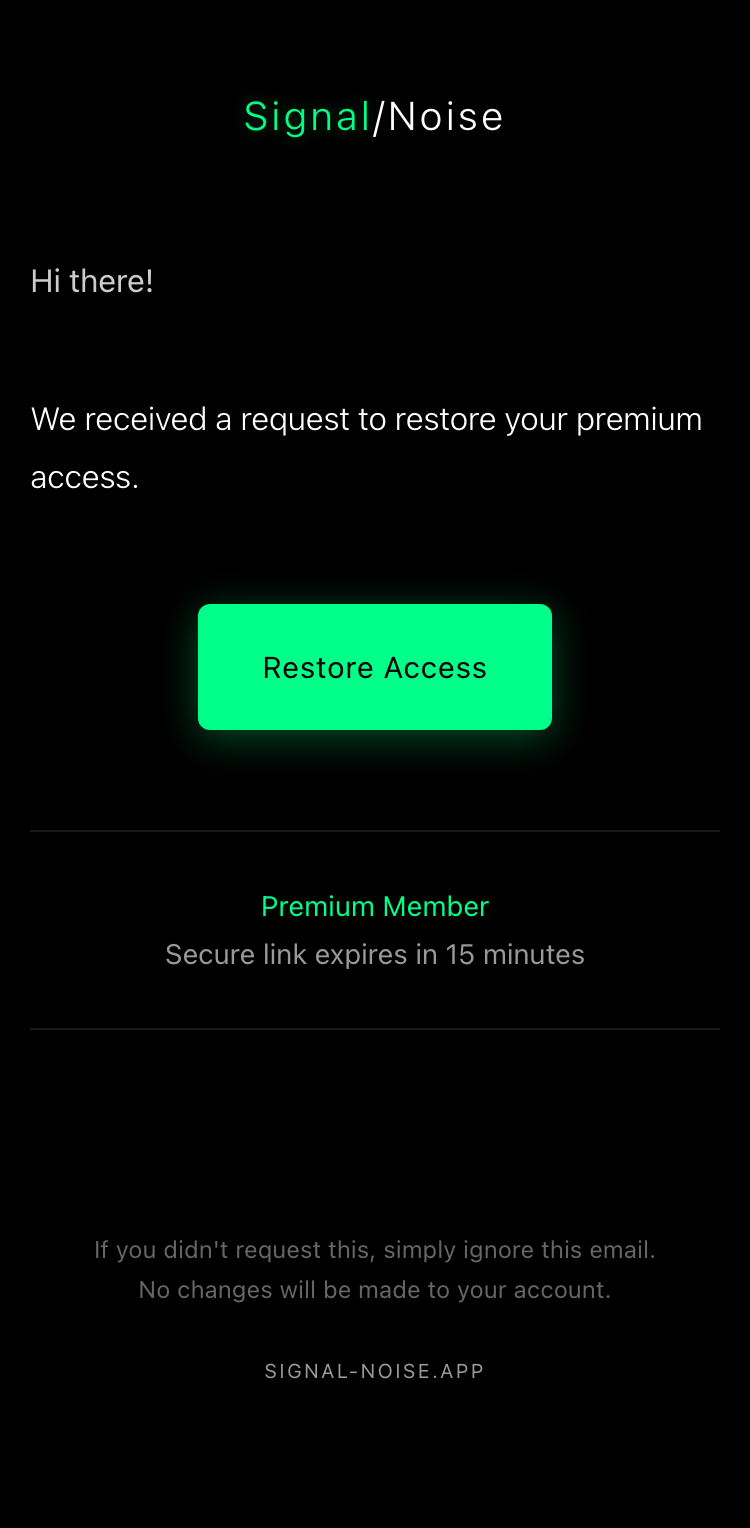 Signal/Noise
Hi there!
We received a request to restore your premium
access.
Restore Access
Premium Member
Secure link expires in 15 minutes
If you didn't request this, simply ignore this email.
No changes will be made to your account.
SIGNAL-NOISE.APP